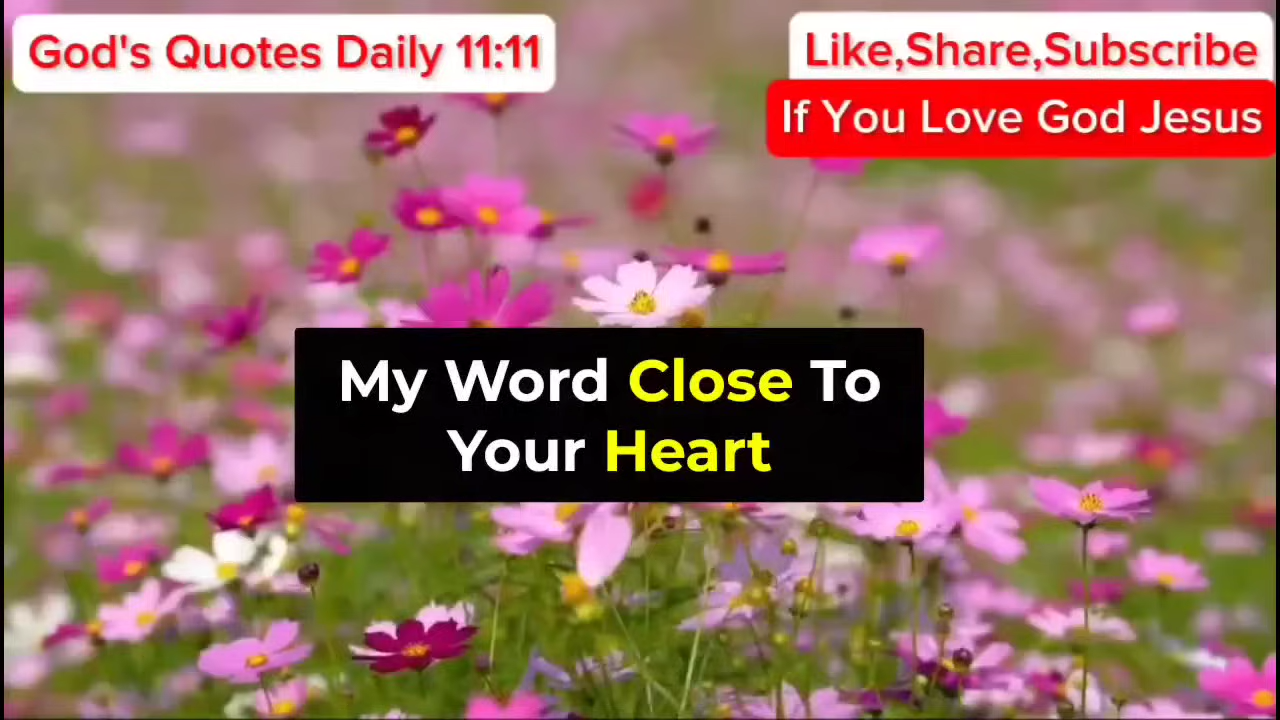 God's Quotes Daily 11:11
Like,Share,Subscribe
If You Love God Jesus
My Word Close To
Your Heart